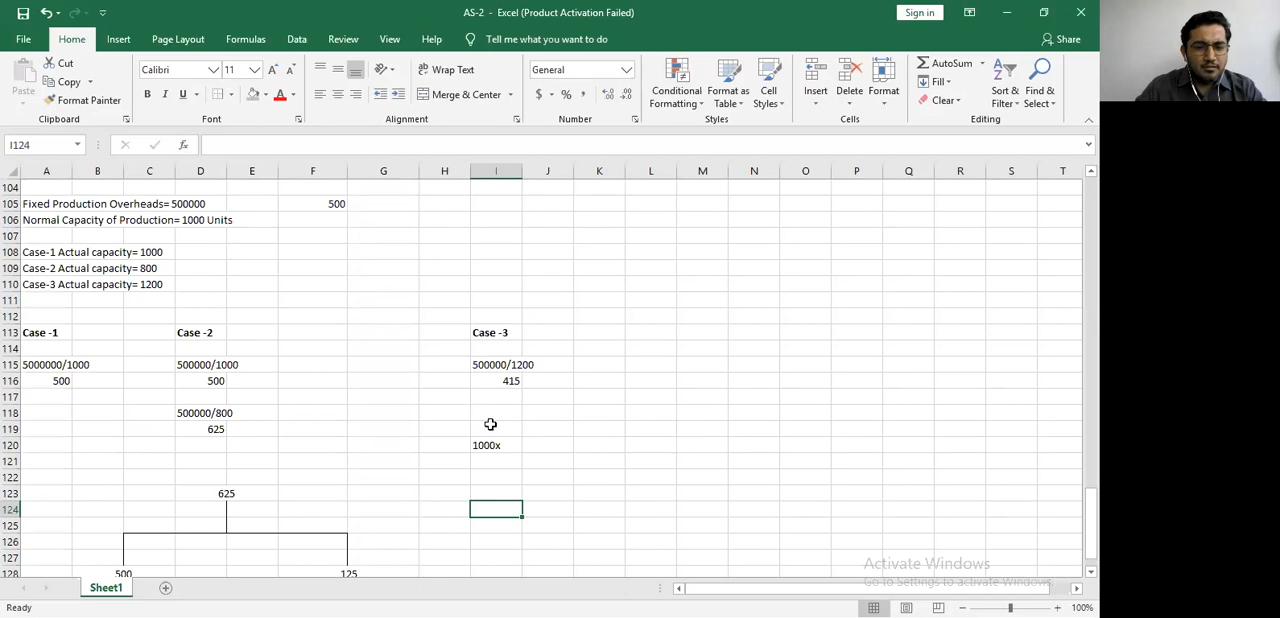 AS-2 - Excel (Product Activation Failed)
Sign in
File Home Insert Page Layout Formulas Data Review View Help Tell me what you want to do Share
Paste
Cut
Copy
Format Painter
Clipboard
Calibri 11
B I U
Font
Wrap Text
Merge & Center
Alignment
General
$ % ,
Number
Conditional Formatting
Format as Table
Cell Styles
Styles
Insert
Delete
Format
Cells
AutoSum
Fill
Clear
Sort & Filter
Find & Select
Editing
I124
fx
A B C D E F G H I J K L M N O P Q R S T
104
105 Fixed Production Overheads= 500000 500
106 Normal Capacity of Production= 1000 Units
107
108 Case-1 Actual capacity= 1000
109 Case-2 Actual capacity= 800
110 Case-3 Actual capacity= 1200
111
112
113 Case -1 Case -2 Case -3
114
115 5000000/1000 500000/1000 500000/1200
116 500 500 415
117
118 500000/800
119 625
120 1000x
121
122
123 625
124
125
126
127
128 500 125
Activate Windows
Go to Settings to activate Windows.
Sheet1
Ready
100%